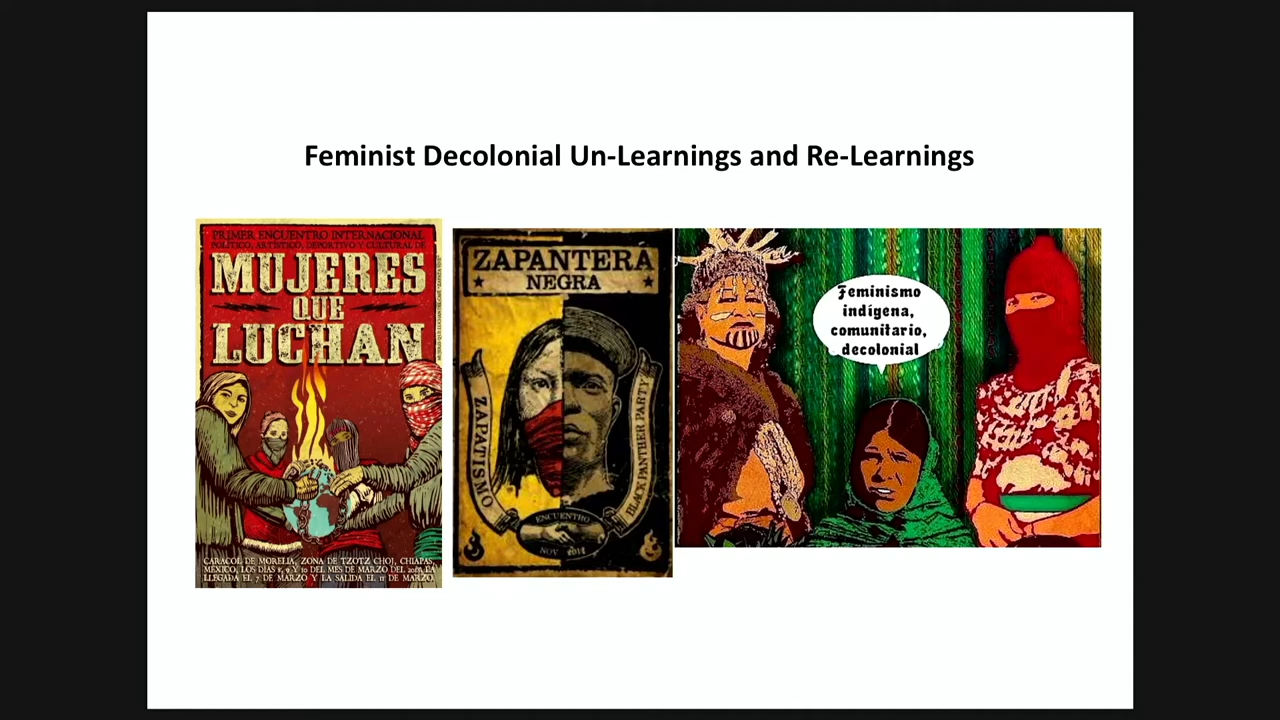 Feminist Decolonial Un-Learnings and Re-Learnings
PRIMER ENCUENTRO INTERNACIONAL
POLÍTICO, ARTÍSTICO, DEPORTIVO Y CULTURAL DE
MUJERES
QUE
LUCHAN
CARACOL DE MORELIA, ZONA DE TZOTZ CHOJ, CHIAPAS,
MÉXICO, LOS DÍAS 8, 9 Y 10 DEL MES DE MARZO DEL 2018 LA
LLEGADA EL 7 DE MARZO Y LA SALIDA EL 11 DE MARZO.
ZAPANTERA
NEGRA
ZAPATISMO
BLACK PANTHER PARTY
ENCUENTRO
NOV 2012
Feminismo
indígena,
comunitario,
decolonial